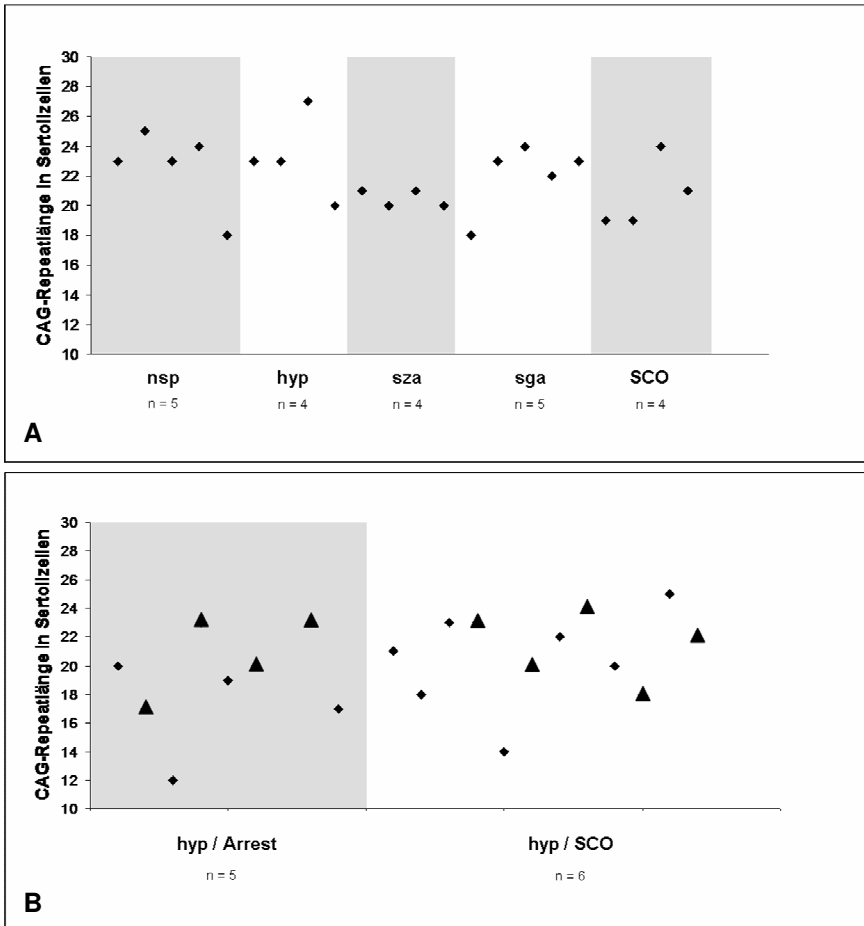 CAG-Repeatlänge in Sertolizellen
30
28
26
24
22
20
18
16
14
12
10
nsp hyp sza sga SCO
n = 5 n = 4 n = 4 n = 5 n = 4
A
CAG-Repeatlänge in Sertolizellen
30
28
26
24
22
20
18
16
14
12
10
hyp / Arrest hyp / SCO
n = 5 n = 6
B